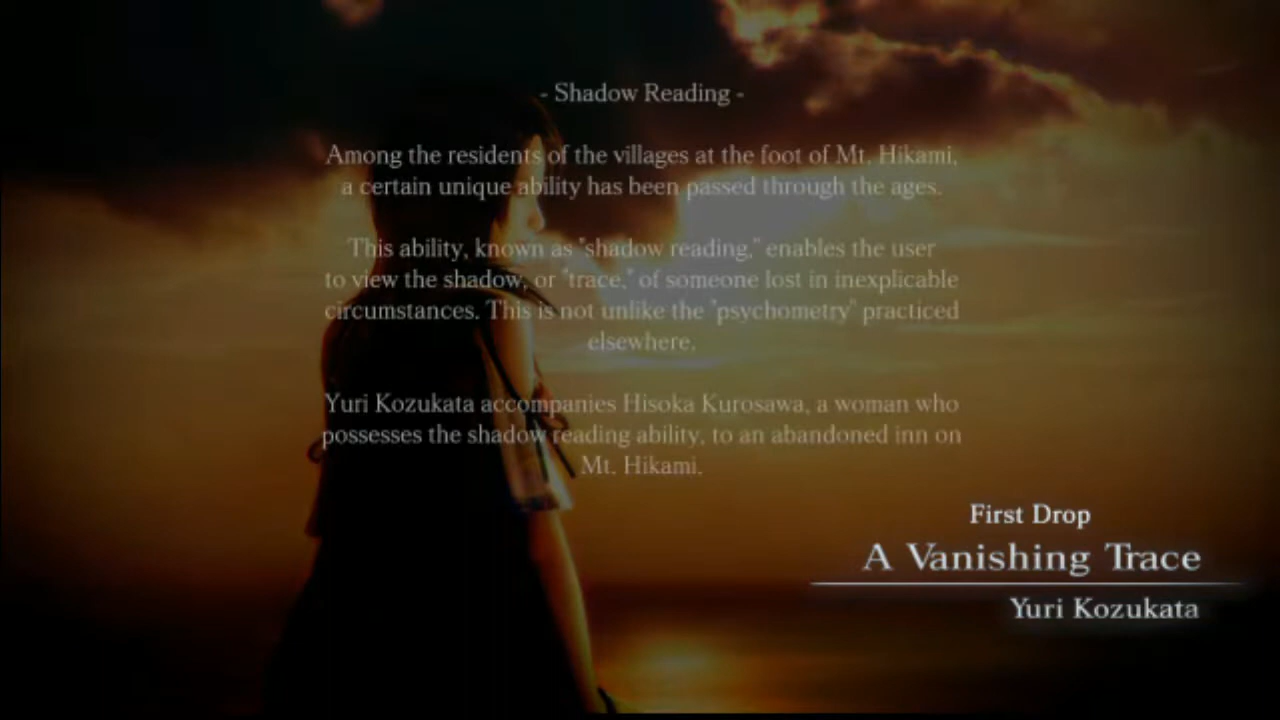 - Shadow Reading -
Among the residents of the villages at the foot of Mt. Hikami,
a certain unique ability has been passed through the ages.
This ability, known as "shadow reading," enables the user
to view the shadow, or "trace," of someone lost in inexplicable
circumstances. This is not unlike the "psychometry" practiced
elsewhere.
Yuri Kozukata accompanies Hisoka Kurosawa, a woman who
possesses the shadow reading ability, to an abandoned inn on
Mt. Hikami.
First Drop
A Vanishing Trace
Yuri Kozukata